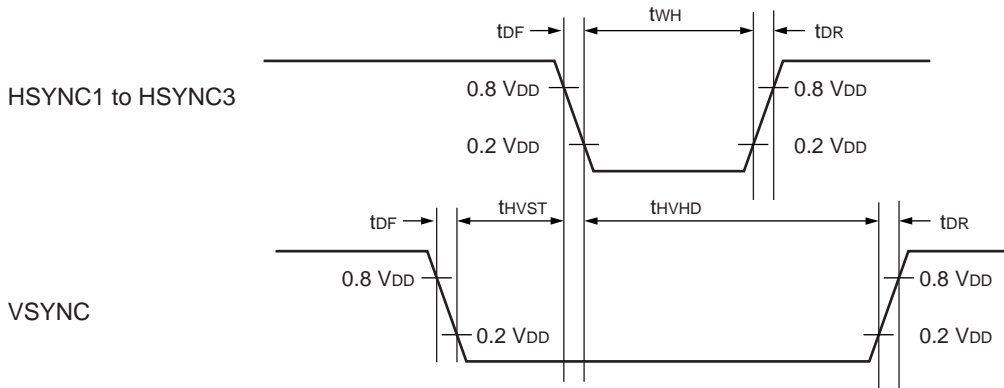 tDF tWH tDR
0.8 VDD 0.8 VDD
HSYNC1 to HSYNC3
0.2 VDD 0.2 VDD
tDF tHVST tHVHD tDR
0.8 VDD 0.8 VDD
VSYNC
0.2 VDD 0.2 VDD